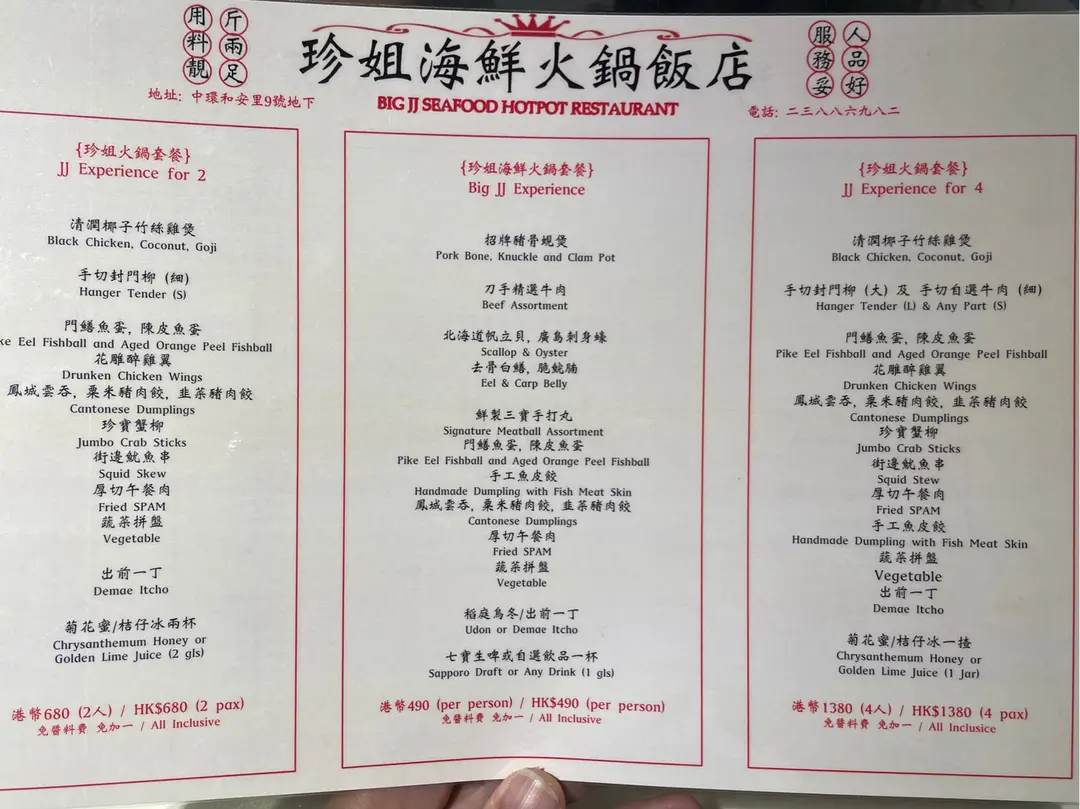 用料靚
斤兩足
珍姐海鮮火鍋飯店
BIG JJ SEAFOOD HOTPOT RESTAURANT
服務妥
人品好
地址: 中環和安里9號地下
電話: 二三八八六九八二
{珍姐火鍋套餐}
JJ Experience for 2
清潤椰子竹絲雞煲
Black Chicken, Coconut, Goji
手切封門柳 (細)
Hanger Tender (S)
門鱔魚蛋, 陳皮魚蛋
ke Eel Fishball and Aged Orange Peel Fishball
花雕醉雞翼
Drunken Chicken Wings
鳳城雲吞, 粟米豬肉餃, 韭菜豬肉餃
Cantonese Dumplings
珍寶蟹柳
Jumbo Crab Sticks
街邊魷魚串
Squid Skew
厚切午餐肉
Fried SPAM
蔬菜拼盤
Vegetable
出前一丁
Demae Itcho
菊花蜜/桔仔冰兩杯
Chrysanthemum Honey or
Golden Lime Juice (2 gls)
港幣680 (2人) / HK$680 (2 pax)
免醬料費 免加一 / All Inclusive
{珍姐海鮮火鍋套餐}
Big JJ Experience
招牌豬骨蜆煲
Pork Bone, Knuckle and Clam Pot
刀手精選牛肉
Beef Assortment
北海道帆立貝, 廣島刺身蠔
Scallop & Oyster
去骨白鱔, 脆鯇腩
Eel & Carp Belly
鮮製三寶手打丸
Signature Meatball Assortment
門鱔魚蛋, 陳皮魚蛋
Pike Eel Fishball and Aged Orange Peel Fishball
手工魚皮餃
Handmade Dumpling with Fish Meat Skin
鳳城雲吞, 粟米豬肉餃, 韭菜豬肉餃
Cantonese Dumplings
厚切午餐肉
Fried SPAM
蔬菜拼盤
Vegetable
稻庭烏冬/出前一丁
Udon or Demae Itcho
七寶生啤或自選飲品一杯
Sapporo Draft or Any Drink (1 gls)
港幣490 (per person) / HK$490 (per person)
免醬料費 免加一 / All Inclusive
{珍姐火鍋套餐}
JJ Experience for 4
清潤椰子竹絲雞煲
Black Chicken, Coconut, Goji
手切封門柳 (大) 及 手切自選牛肉 (細)
Hanger Tender (L) & Any Part (S)
門鱔魚蛋, 陳皮魚蛋
Pike Eel Fishball and Aged Orange Peel Fishball
花雕醉雞翼
Drunken Chicken Wings
鳳城雲吞, 粟米豬肉餃, 韭菜豬肉餃
Cantonese Dumplings
珍寶蟹柳
Jumbo Crab Sticks
街邊魷魚串
Squid Stew
厚切午餐肉
Fried SPAM
手工魚皮餃
Handmade Dumpling with Fish Meat Skin
蔬菜拼盤
Vegetable
出前一丁
Demae Itcho
菊花蜜/桔仔冰一揸
Chrysanthemum Honey or
Golden Lime Juice (1 Jar)
港幣1380 (4人) / HK$1380 (4 pax)
免醬料費 免加一 / All Inclusive